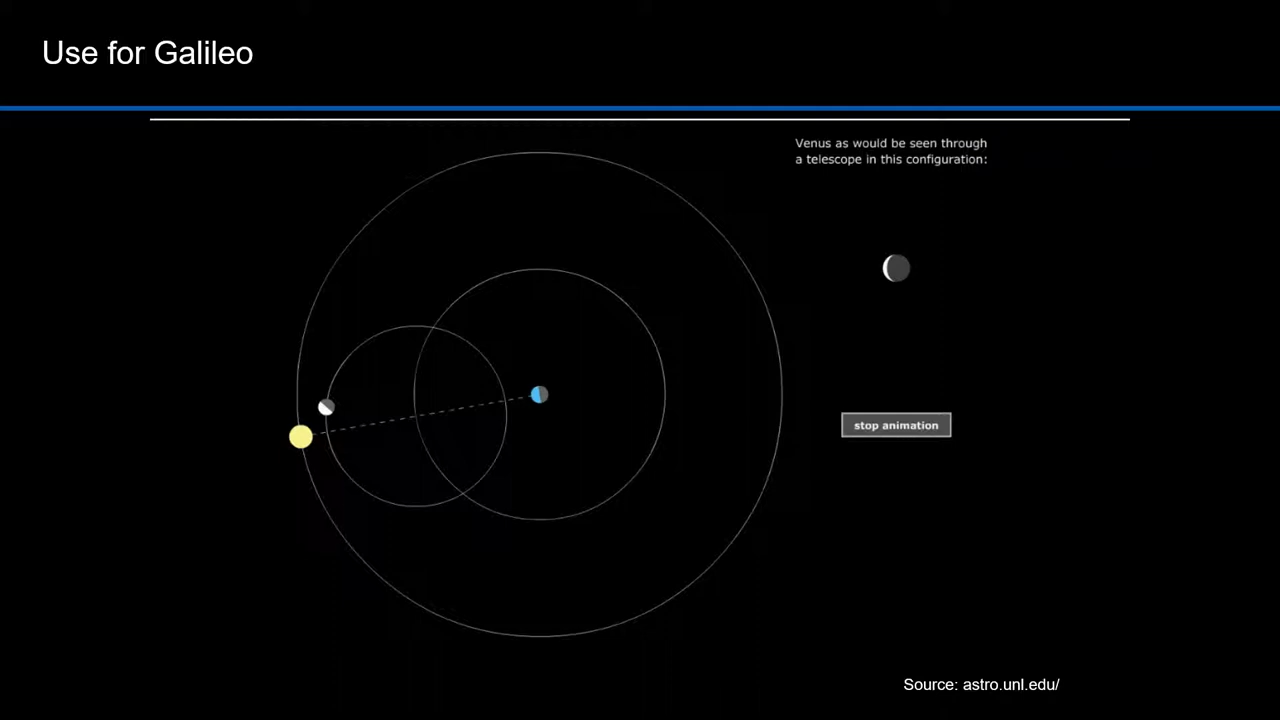 Use for Galileo
Venus as would be seen through
a telescope in this configuration:
stop animation
Source: astro.unl.edu/